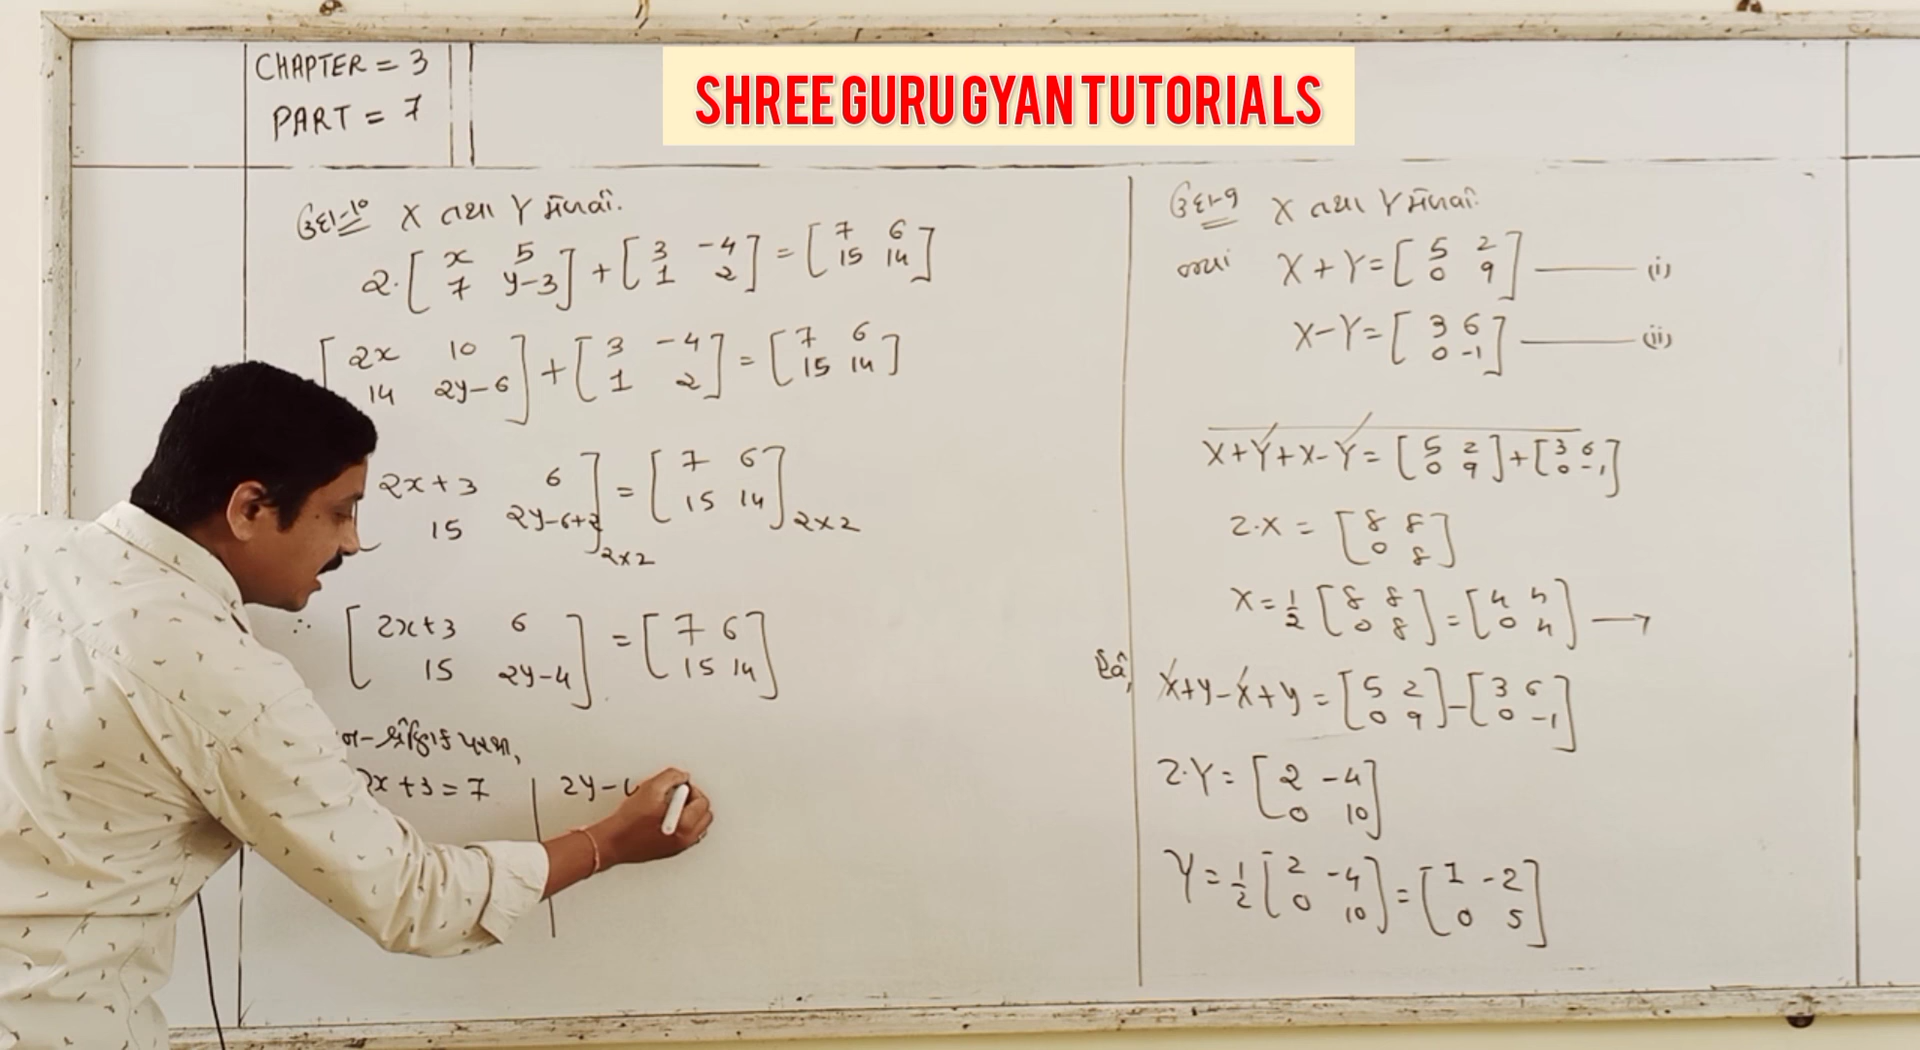 SHREE GURU GYAN TUTORIALS
CHAPTER = 3
PART = 7
ઉદા-10 X તથા Y મેળવો.
2·[x 5; 7 y-3] + [3 -4; 1 2] = [7 6; 15 14]
[2x 10; 14 2y-6] + [3 -4; 1 2] = [7 6; 15 14]
2x+3 6; 15 2y-6+2]2x2 = [7 6; 15 14]2x2
∴ [2x+3 6; 15 2y-4] = [7 6; 15 14]
x+3=7 | 2y-
ઉદા-9 X તથા Y મેળવો.
જ્યાં X+Y = [5 2; 0 9] —— (i)
X-Y = [3 6; 0 -1] —— (ii)
X+Y+X-Y = [5 2; 0 9] + [3 6; 0 -1]
2·X = [8 8; 0 8]
X = 1/2 [8 8; 0 8] = [4 4; 0 4] →
હવે, X+Y-X+Y = [5 2; 0 9] - [3 6; 0 -1]
2·Y = [2 -4; 0 10]
Y = 1/2 [2 -4; 0 10] = [1 -2; 0 5]